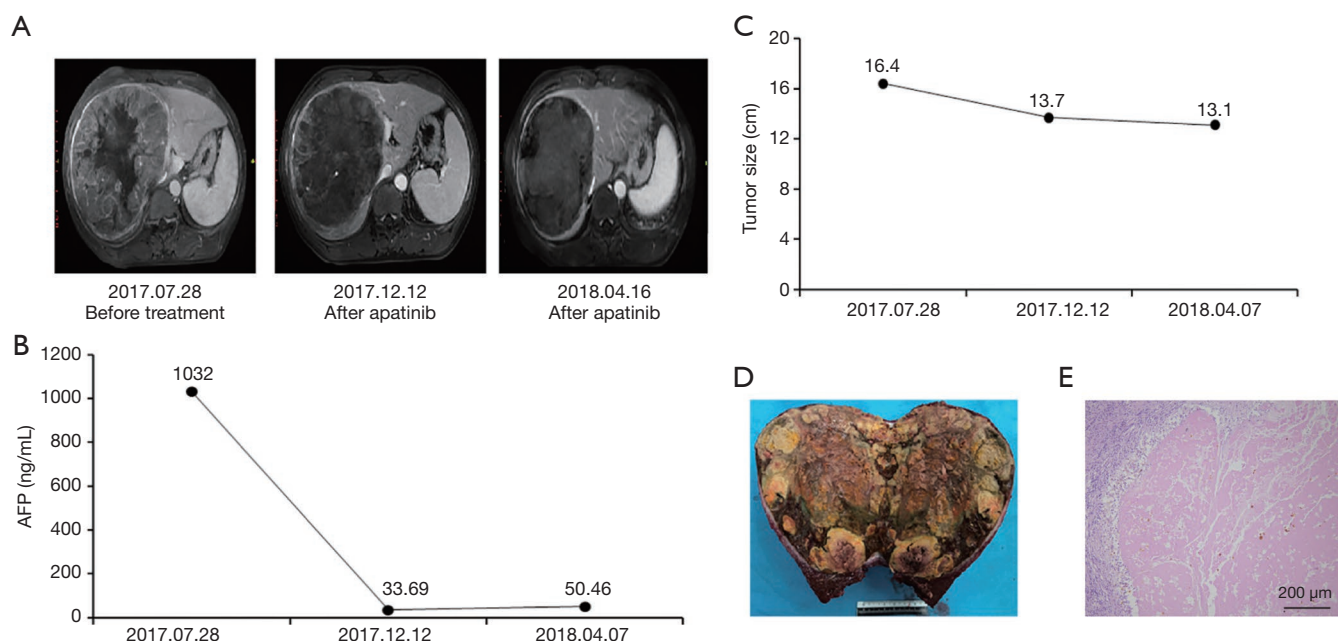 A
2017.07.28
Before treatment
2017.12.12
After apatinib
2018.04.16
After apatinib
B
AFP (ng/mL)
1200
1000
800
600
400
200
0
1032
33.69
50.46
2017.07.28
2017.12.12
2018.04.07
C
Tumor size (cm)
20
16
12
8
4
0
16.4
13.7
13.1
2017.07.28
2017.12.12
2018.04.07
D
E
200 µm